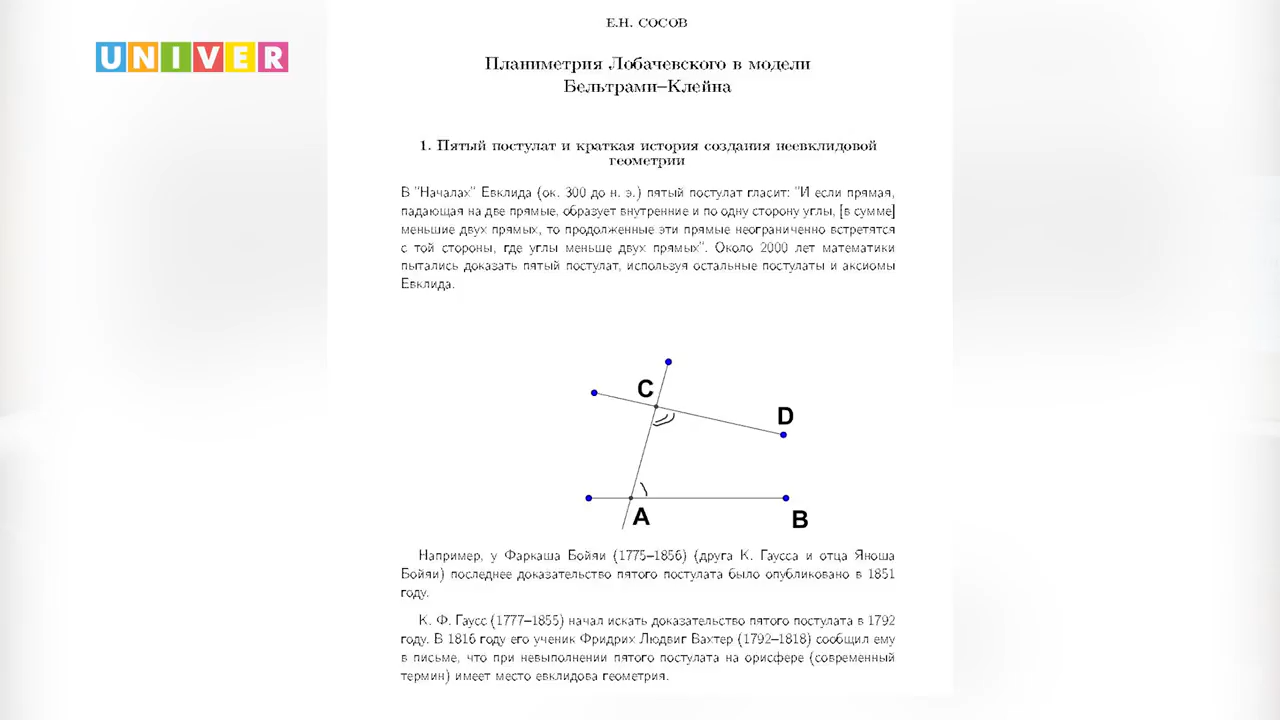 UNIVER
Е.Н. СОСОВ
Планиметрия Лобачевского в модели
Бельтрами–Клейна
1. Пятый постулат и краткая история создания неевклидовой
геометрии
В "Началах" Евклида (ок. 300 до н. э.) пятый постулат гласит: "И если прямая,
падающая на две прямые, образует внутренние и по одну сторону углы, [в сумме]
меньшие двух прямых, то продолженные эти прямые неограниченно встретятся
с той стороны, где углы меньше двух прямых". Около 2000 лет математики
пытались доказать пятый постулат, используя остальные постулаты и аксиомы
Евклида.
C
D
A
B
Например, у Фаркаша Бойяи (1775–1856) (друга К. Гаусса и отца Яноша
Бойяи) последнее доказательство пятого постулата было опубликовано в 1851
году.
К. Ф. Гаусс (1777–1855) начал искать доказательство пятого постулата в 1792
году. В 1816 году его ученик Фридрих Людвиг Вахтер (1792–1818) сообщил ему
в письме, что при невыполнении пятого постулата на орисфере (современный
термин) имеет место евклидова геометрия.